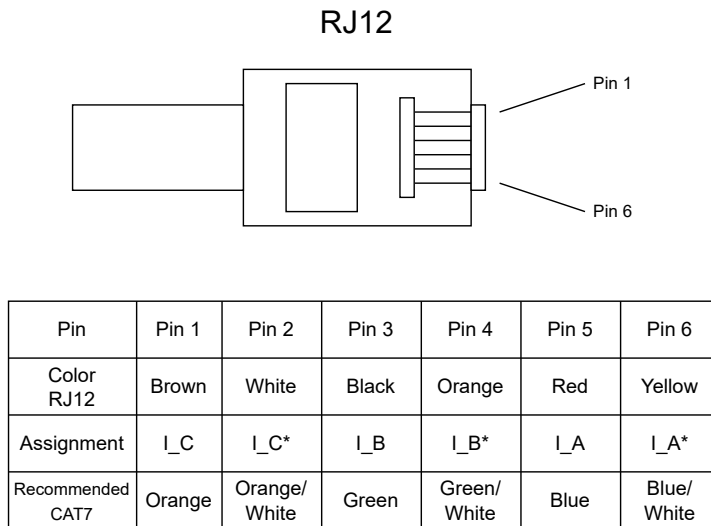 RJ12
Pin 1
Pin 6
Pin Pin 1 Pin 2 Pin 3 Pin 4 Pin 5 Pin 6
Color RJ12 Brown White Black Orange Red Yellow
Assignment I_C I_C* I_B I_B* I_A I_A*
Recommended CAT7 Orange Orange/White Green Green/White Blue Blue/White